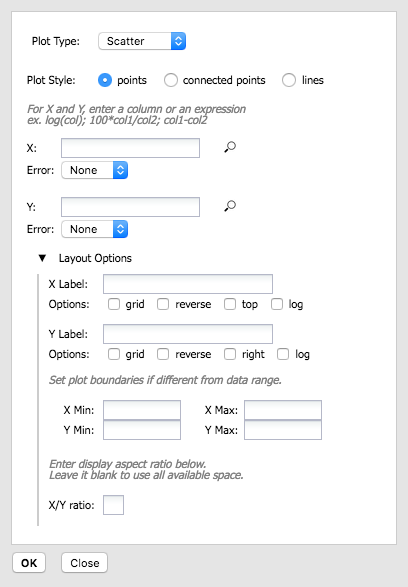 Plot Type: Scatter
Plot Style: points connected points lines
For X and Y, enter a column or an expression
ex. log(col); 100*col1/col2; col1-col2
X:
Error: None
Y:
Error: None
▼ Layout Options
X Label:
Options: grid reverse top log
Y Label:
Options: grid reverse right log
Set plot boundaries if different from data range.
X Min: X Max:
Y Min: Y Max:
Enter display aspect ratio below.
Leave it blank to use all available space.
X/Y ratio:
OK Close